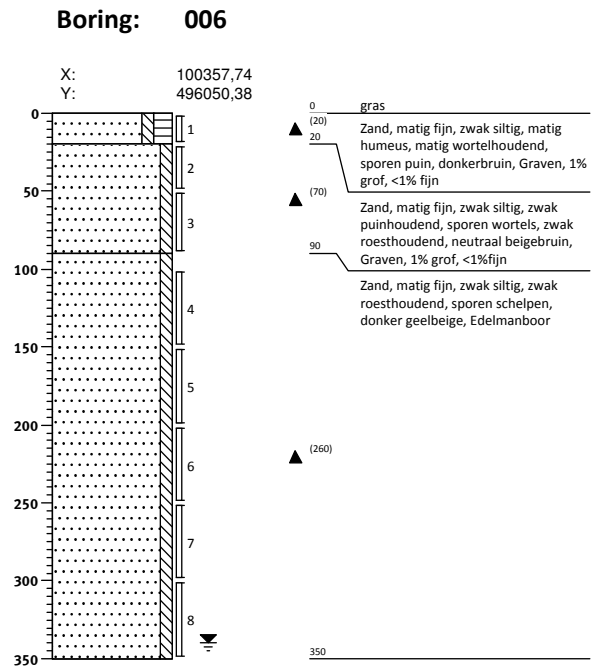 Boring: 006
X: 100357,74
Y: 496050,38
0
50
100
150
200
250
300
350
1
2
3
4
5
6
7
8
0 gras
(20)
20
Zand, matig fijn, zwak siltig, matig
humeus, matig wortelhoudend,
sporen puin, donkerbruin, Graven, 1%
grof, <1% fijn
(70)
Zand, matig fijn, zwak siltig, zwak
puinhoudend, sporen wortels, zwak
roesthoudend, neutraal beigebruin,
Graven, 1% grof, <1%fijn
90
Zand, matig fijn, zwak siltig, zwak
roesthoudend, sporen schelpen,
donker geelbeige, Edelmanboor
(260)
350